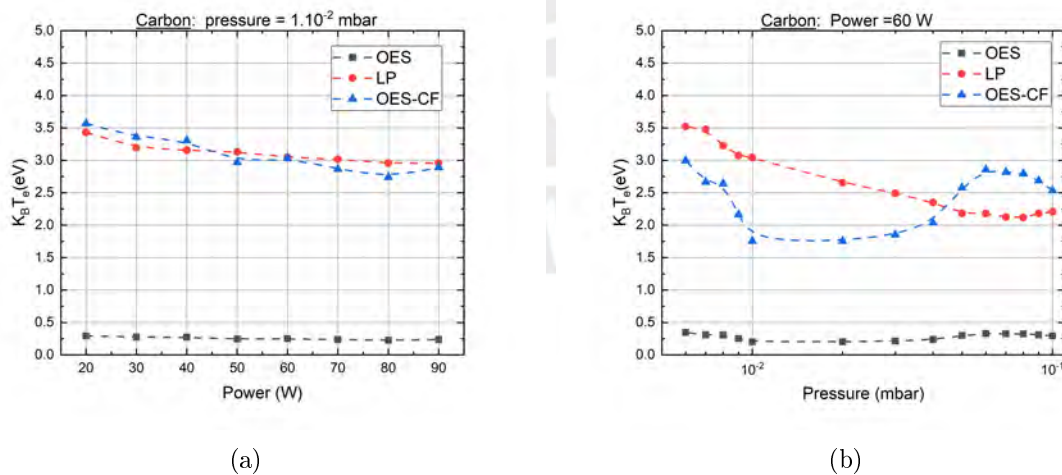 Carbon: pressure = 1.10⁻² mbar
5.0
4.5
4.0
3.5
3.0
2.5
2.0
1.5
1.0
0.5
0.0
K_BT_e(eV)
OES
LP
OES-CF
20 30 40 50 60 70 80 90
Power (W)
(a)
Carbon: Power =60 W
5.0
4.5
4.0
3.5
3.0
2.5
2.0
1.5
1.0
0.5
0.0
K_BT_e(eV)
OES
LP
OES-CF
10⁻² 10⁻¹
Pressure (mbar)
(b)